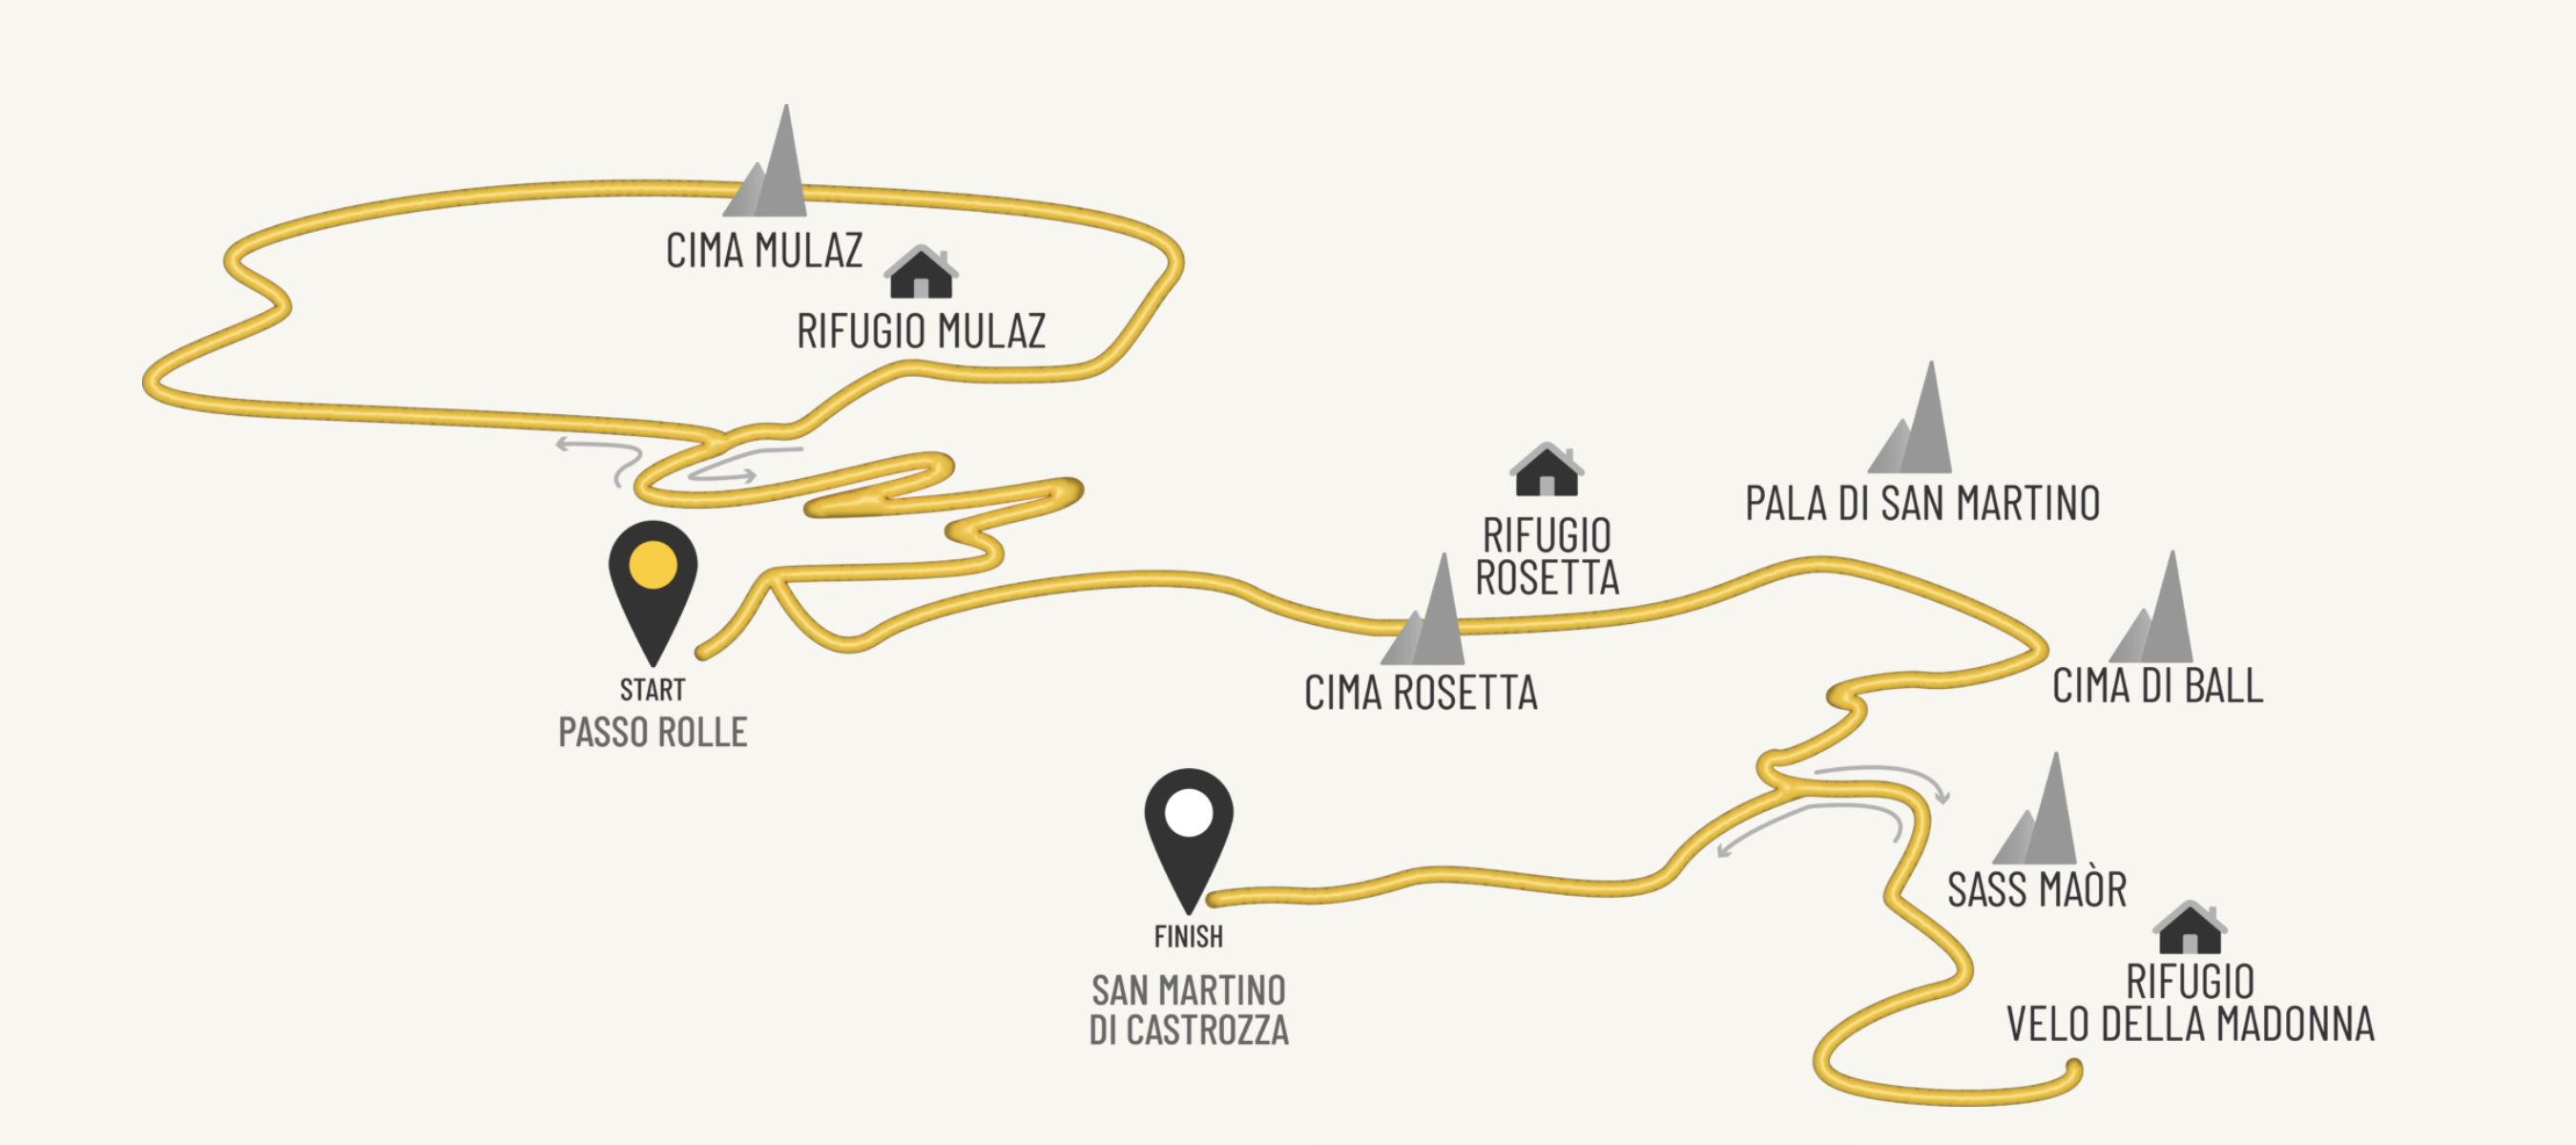 CIMA MULAZ
RIFUGIO MULAZ
RIFUGIO
ROSETTA
PALA DI SAN MARTINO
CIMA ROSETTA
CIMA DI BALL
START
PASSO ROLLE
SASS MAÒR
FINISH
SAN MARTINO
DI CASTROZZA
RIFUGIO
VELO DELLA MADONNA